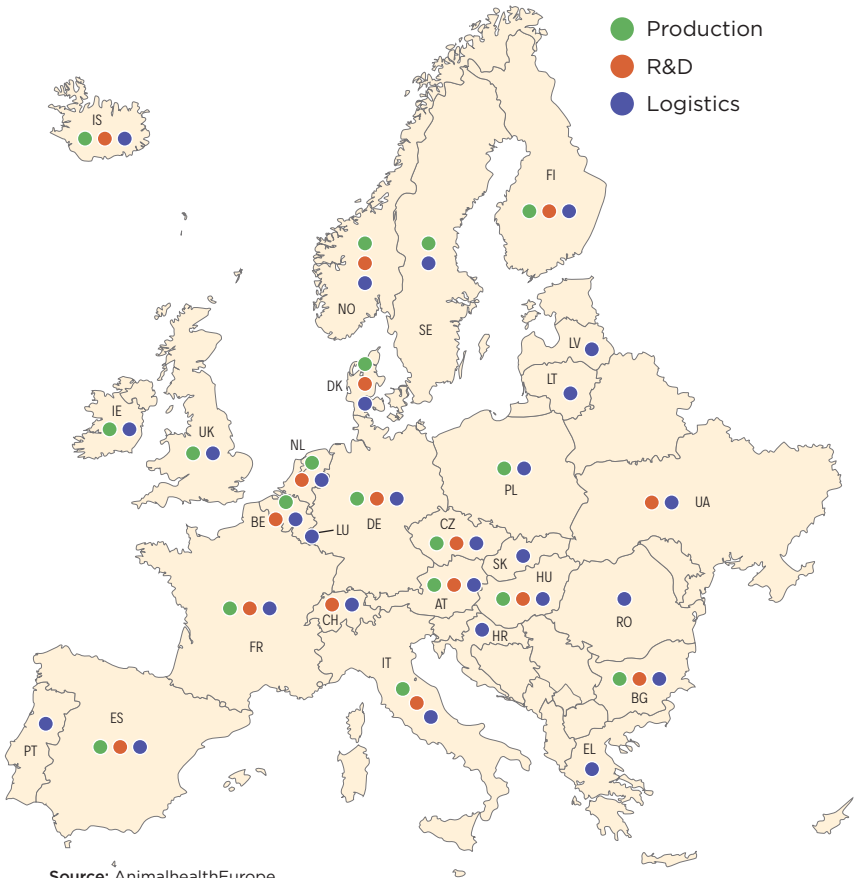 Production
R&D
Logistics
IS
FI
NO
SE
LV
LT
DK
IE
UK
NL
PL
UA
BE
DE
CZ
LU
SK
HU
AT
CH
RO
FR
HR
IT
BG
ES
PT
EL
4
Source: AnimalhealthEurope